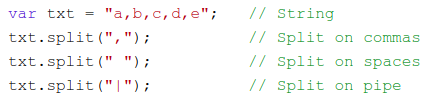 var txt = "a,b,c,d,e";   // String
txt.split(",");          // Split on commas
txt.split(" ");          // Split on spaces
txt.split("|");          // Split on pipe